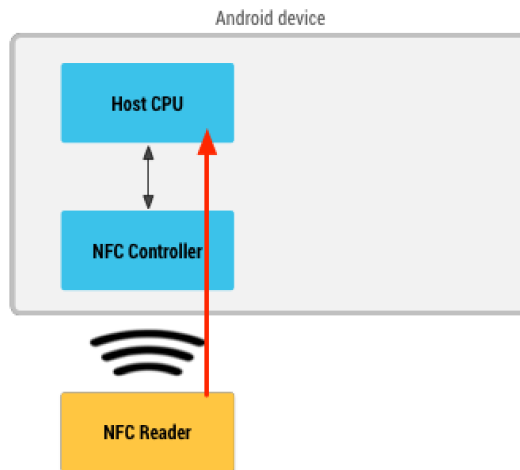 Android device
Host CPU
NFC Controller
NFC Reader